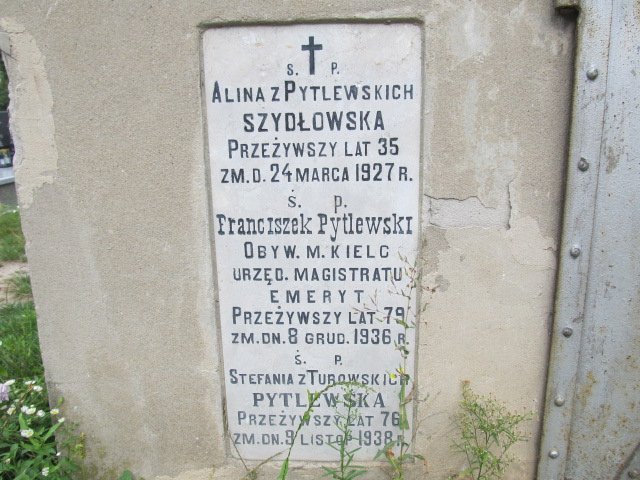 Ś. P.
ALINA Z PYTLEWSKICH
SZYDŁOWSKA
PRZEŻYWSZY LAT 35
ZM. D. 24 MARCA 1927 R.
Ś. P.
Franciszek Pytlewski
OBYW. M. KIELC
URZĘD. MAGISTRATU
EMERYT
PRZEŻYWSZY LAT 79
ZM. DN. 8 GRUD. 1936 R.
Ś. P.
STEFANIA Z TUROWSKICH
PYTLEWSKA
PRZEŻYWSZY LAT 76
ZM. DN. 9 LISTOP 1938 R.